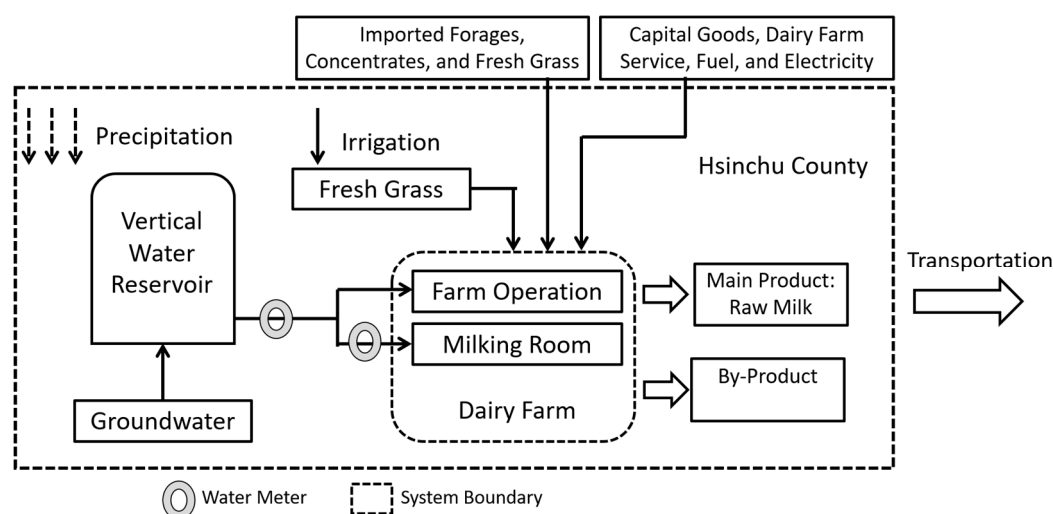 Imported Forages,
Concentrates, and Fresh Grass
Capital Goods, Dairy Farm
Service, Fuel, and Electricity
Precipitation
Irrigation
Hsinchu County
Fresh Grass
Vertical
Water
Reservoir
Farm Operation
Milking Room
Dairy Farm
Main Product:
Raw Milk
By-Product
Transportation
Groundwater
Water Meter
System Boundary